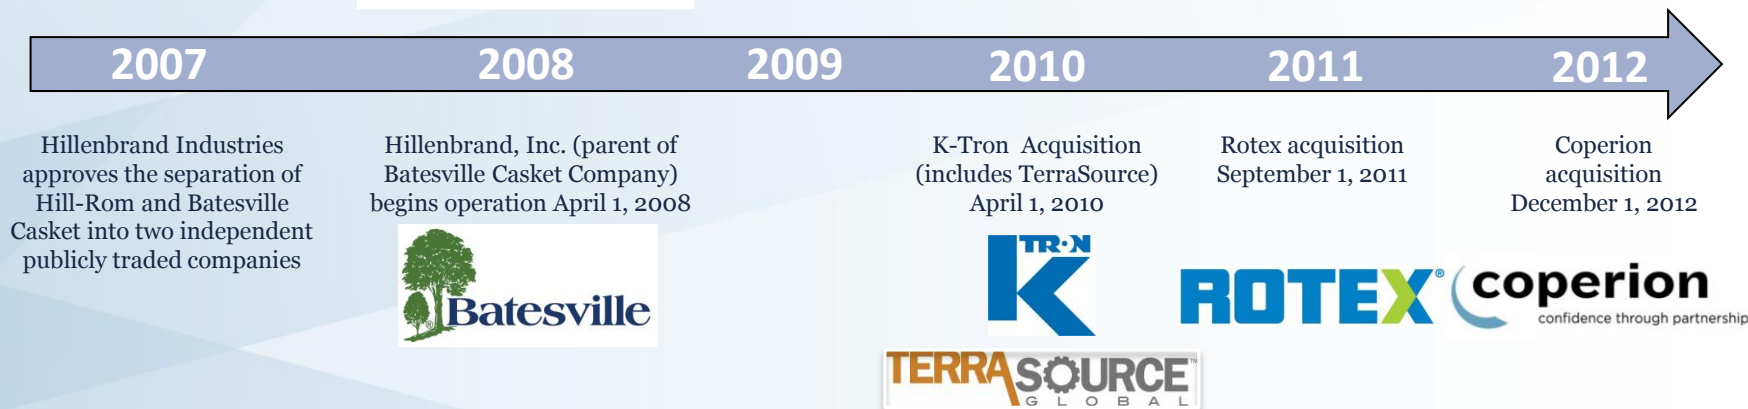 2007 2008 2009 2010 2011 2012
Hillenbrand Industries
approves the separation of
Hill-Rom and Batesville
Casket into two independent
publicly traded companies
Hillenbrand, Inc. (parent of
Batesville Casket Company)
begins operation April 1, 2008
® Batesville
K-Tron Acquisition
(includes TerraSource)
April 1, 2010
K TR•N
TERRASOURCE™
GLOBAL
Rotex acquisition
September 1, 2011
ROTEX®
Coperion
acquisition
December 1, 2012
coperion
confidence through partnership